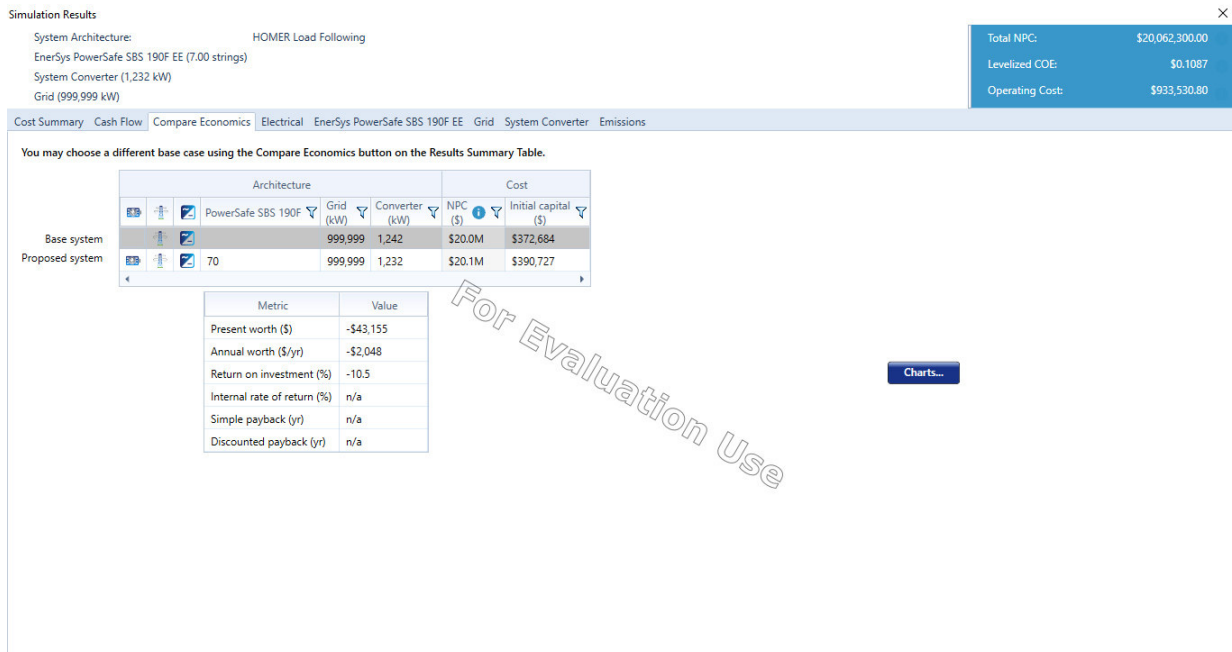 Simulation Results
System Architecture: HOMER Load Following
EnerSys PowerSafe SBS 190F EE (7.00 strings)
System Converter (1,232 kW)
Grid (999,999 kW)
Total NPC: $20,062,300.00
Levelized COE: $0.1087
Operating Cost: $933,530.80
Cost Summary Cash Flow Compare Economics Electrical EnerSys PowerSafe SBS 190F EE Grid System Converter Emissions
You may choose a different base case using the Compare Economics button on the Results Summary Table.
Architecture Cost
PowerSafe SBS 190F Grid (kW) Converter (kW) NPC ($) Initial capital ($)
Base system 999,999 1,242 $20.0M $372,684
Proposed system 70 999,999 1,232 $20.1M $390,727
Metric Value
Present worth ($) -$43,155
Annual worth ($/yr) -$2,048
Return on investment (%) -10.5
Internal rate of return (%) n/a
Simple payback (yr) n/a
Discounted payback (yr) n/a
Charts...
For Evaluation Use